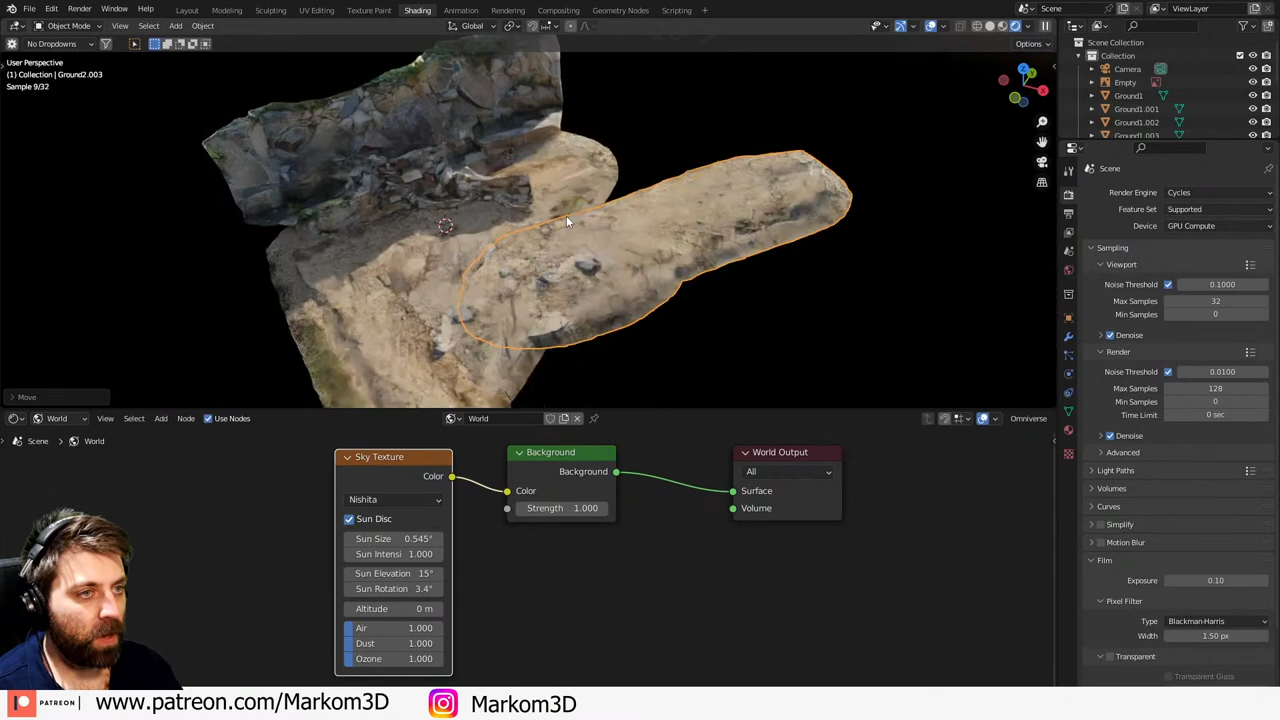 File Edit Render Window Help Layout Modeling Sculpting UV Editing Texture Paint Shading Animation Rendering Compositing Geometry Nodes Scripting Scene ViewLayer
Object Mode View Select Add Object Global
No Dropdowns Options
User Perspective
(1) Collection | Ground2.003
Sample 9/32
Z
Y
X
Scene Collection
Collection
Camera
Empty
Ground1
Ground1.001
Ground1.002
Ground1.003
Scene
Render Engine Cycles
Feature Set Supported
Device GPU Compute
Sampling
Viewport
Noise Threshold 0.1000
Max Samples 32
Min Samples 0
Denoise
Render
Noise Threshold 0.0100
Max Samples 128
Min Samples 0
Time Limit 0 sec
Denoise
Advanced
Light Paths
Volumes
Curves
Simplify
Motion Blur
Film
Exposure 0.10
Pixel Filter
Type Blackman-Harris
Width 1.50 px
Transparent
Transparent Glass
Move
World View Select Add Node Use Nodes World Omniverse
Scene World
Sky Texture
Color
Nishita
Sun Disc
Sun Size 0.545°
Sun Intensi 1.000
Sun Elevation 15°
Sun Rotation 3.4°
Altitude 0 m
Air 1.000
Dust 1.000
Ozone 1.000
Background
Background
Color
Strength 1.000
World Output
All
Surface
Volume
www.patreon.com/Markom3D Markom3D
PATREON